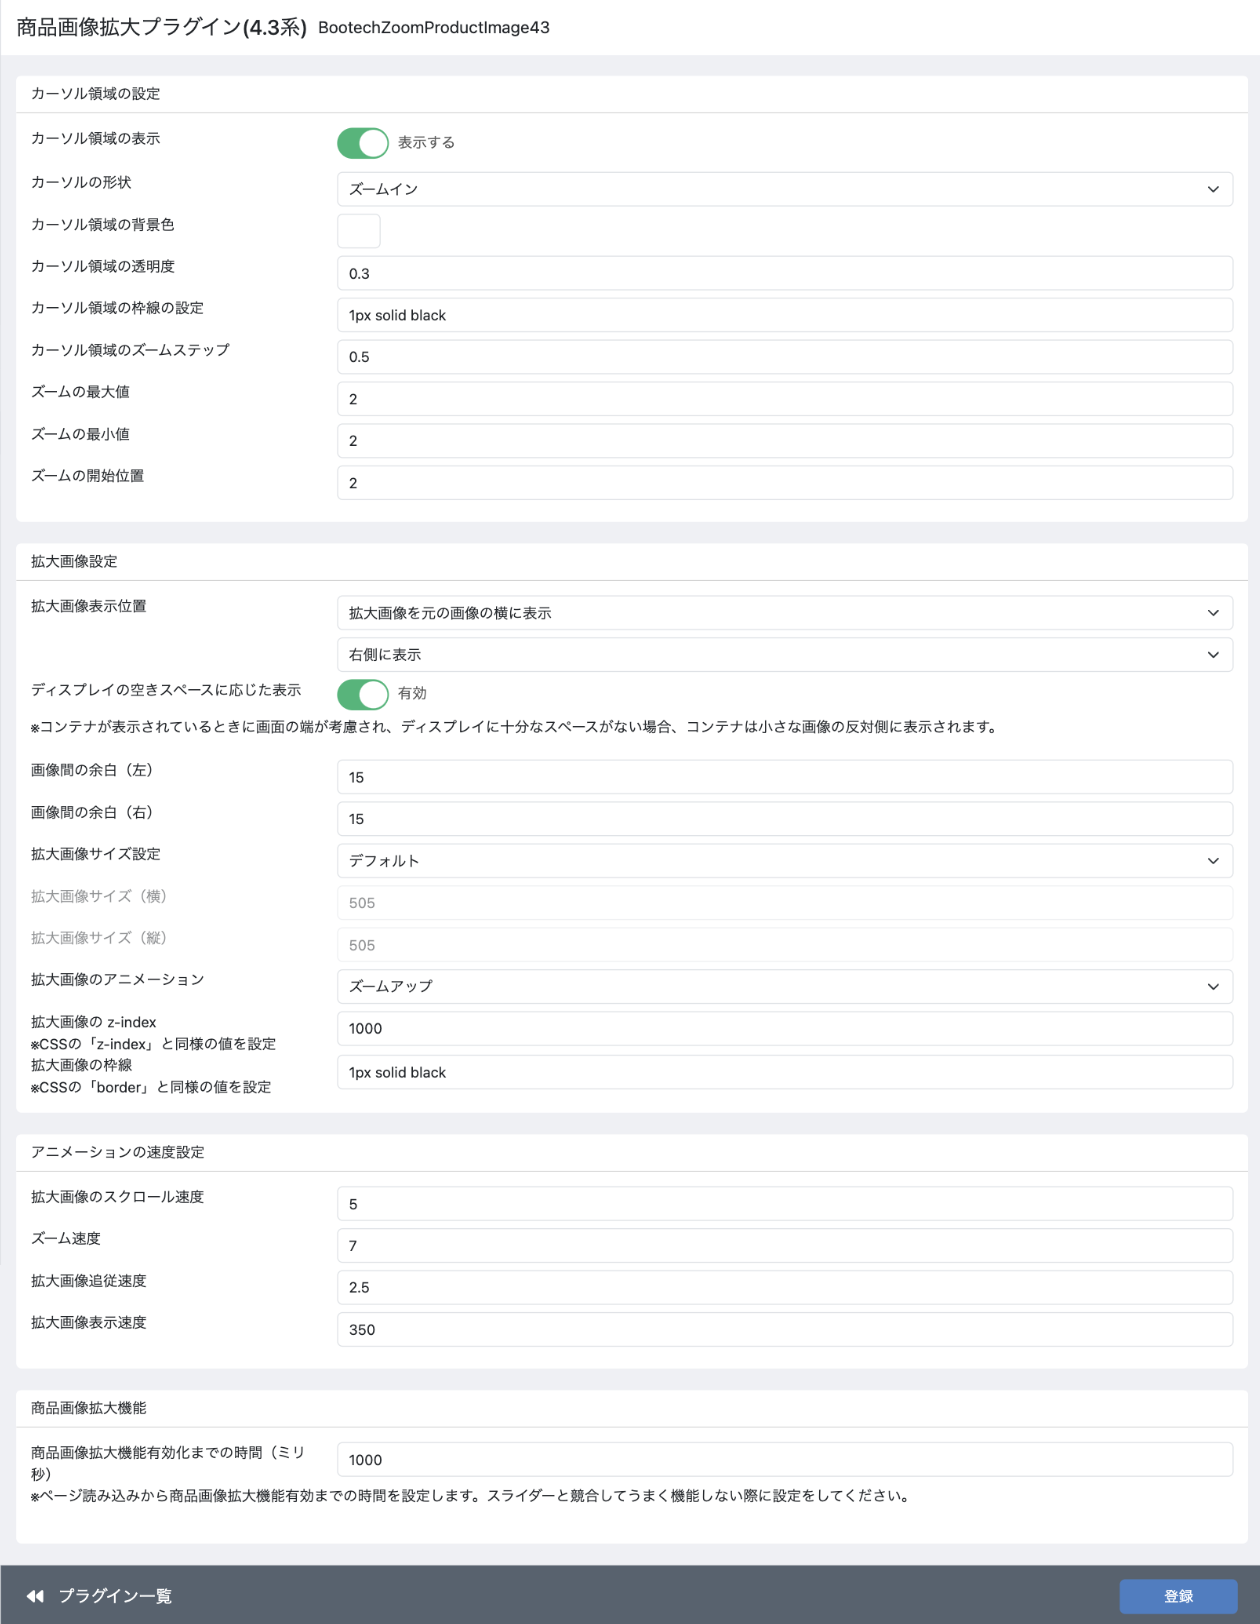 商品画像拡大プラグイン(4.3系) BootechZoomProductImage43
カーソル領域の設定
カーソル領域の表示
表示する
カーソルの形状
ズームイン
カーソル領域の背景色
カーソル領域の透明度
0.3
カーソル領域の枠線の設定
1px solid black
カーソル領域のズームステップ
0.5
ズームの最大値
2
ズームの最小値
2
ズームの開始位置
2
拡大画像設定
拡大画像表示位置
拡大画像を元の画像の横に表示
右側に表示
ディスプレイの空きスペースに応じた表示
有効
※コンテナが表示されているときに画面の端が考慮され、ディスプレイに十分なスペースがない場合、コンテナは小さな画像の反対側に表示されます。
画像間の余白（左）
15
画像間の余白（右）
15
拡大画像サイズ設定
デフォルト
拡大画像サイズ（横）
505
拡大画像サイズ（縦）
505
拡大画像のアニメーション
ズームアップ
拡大画像の z-index
※CSSの「z-index」と同様の値を設定
1000
拡大画像の枠線
※CSSの「border」と同様の値を設定
1px solid black
アニメーションの速度設定
拡大画像のスクロール速度
5
ズーム速度
7
拡大画像追従速度
2.5
拡大画像表示速度
350
商品画像拡大機能
商品画像拡大機能有効化までの時間（ミリ
秒）
1000
※ページ読み込みから商品画像拡大機能有効までの時間を設定します。スライダーと競合してうまく機能しない際に設定をしてください。
プラグイン一覧
登録